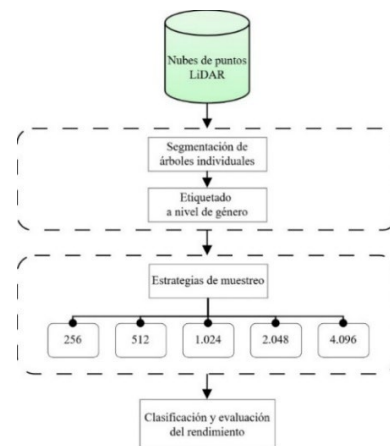 Nubes de puntos
LiDAR
Segmentación de
árboles individuales
Etiquetado
a nivel de género
Estrategias de muestreo
256 512 1.024 2.048 4.096
Clasificación y evaluación
del rendimiento